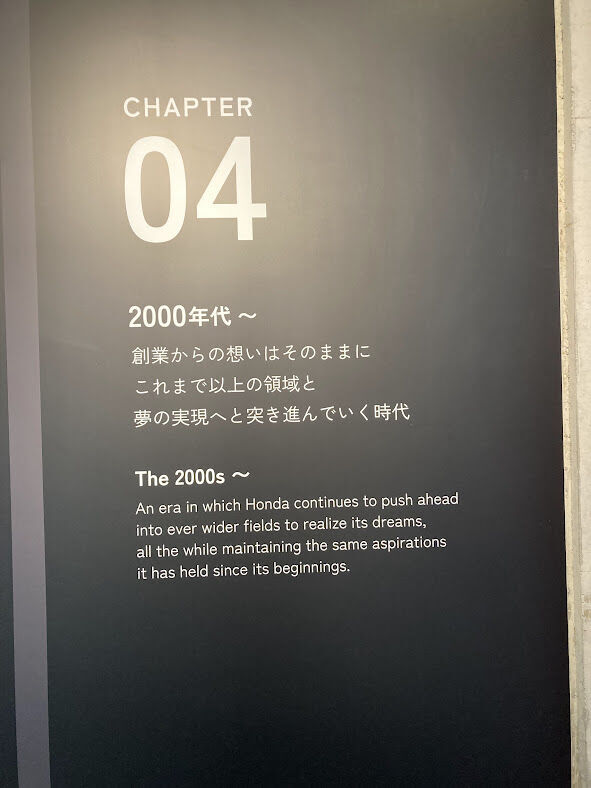 CHAPTER
04
2000年代 ～
創業からの想いはそのままに
これまで以上の領域と
夢の実現へと突き進んでいく時代
The 2000s ～
An era in which Honda continues to push ahead
into ever wider fields to realize its dreams,
all the while maintaining the same aspirations
it has held since its beginnings.